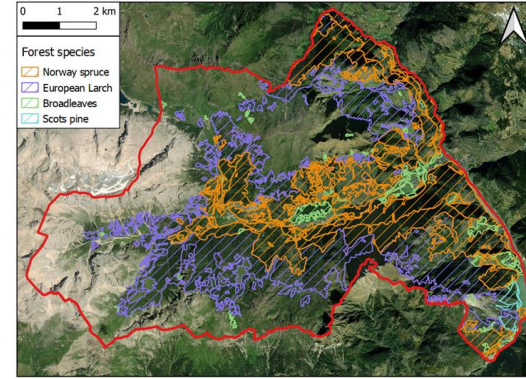 0 1 2 km
Forest species
Norway spruce
European Larch
Broadleaves
Scots pine